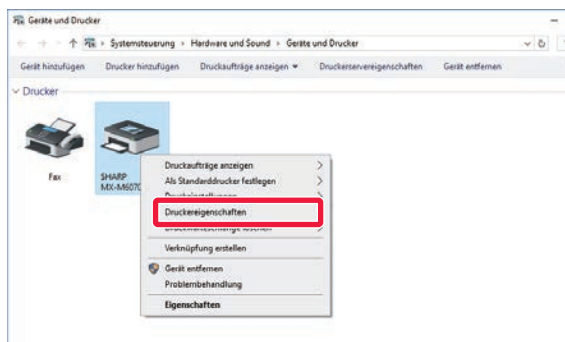 Geräte und Drucker
Systemsteuerung › Hardware und Sound › Geräte und Drucker
Gerät hinzufügen Drucker hinzufügen Druckaufträge anzeigen Druckerservereigenschaften Gerät entfernen
Drucker
Fax
SHARP
MX-M6070
Druckaufträge anzeigen
Als Standarddrucker festlegen
Druckereigenschaften
Verknüpfung erstellen
Gerät entfernen
Problembehandlung
Eigenschaften